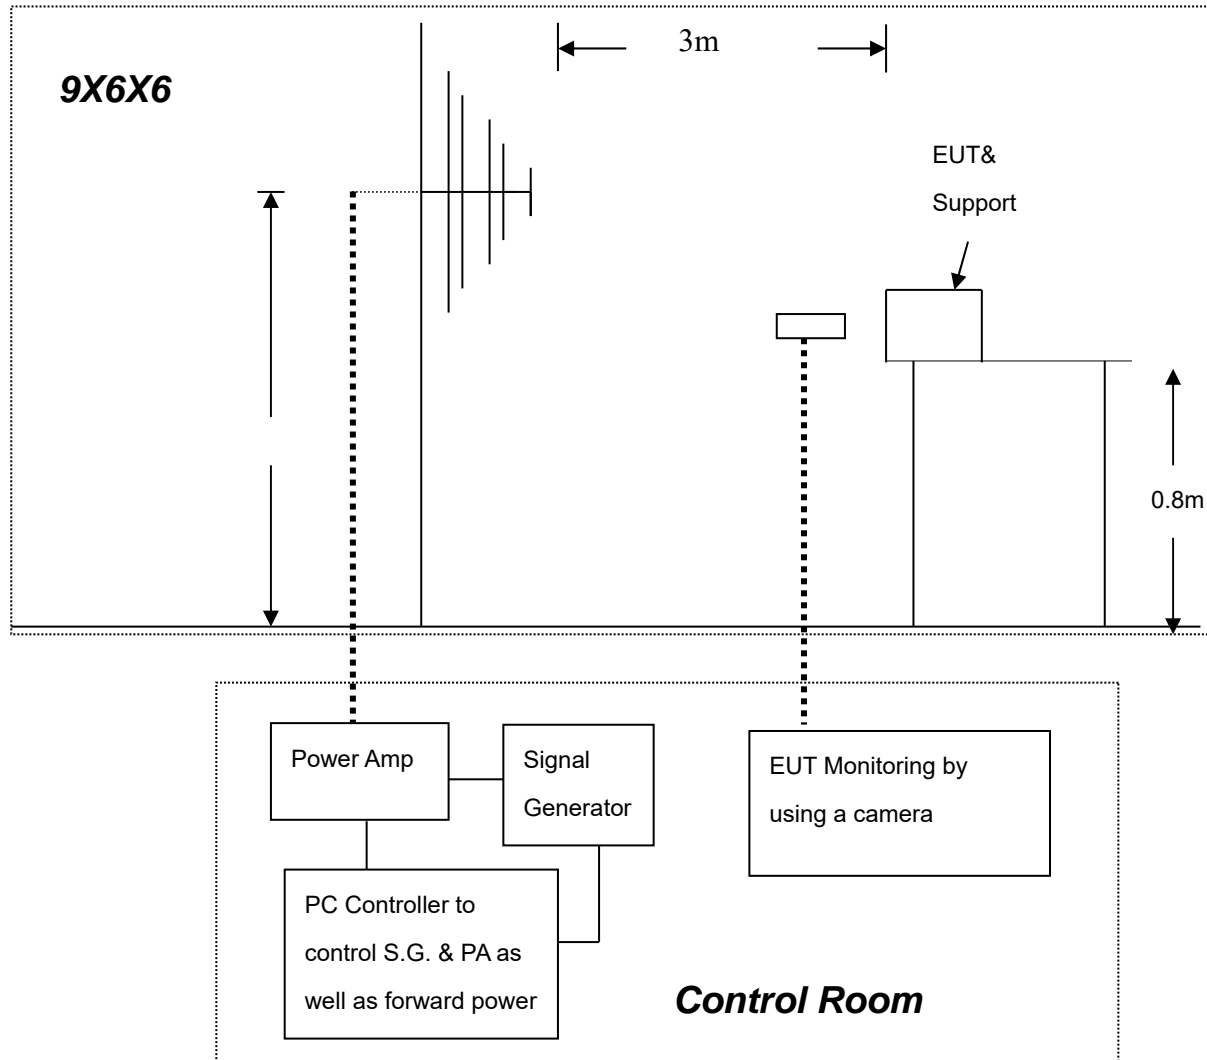 3m
9X6X6
EUT&
Support
0.8m
Power Amp
Signal
Generator
EUT Monitoring by
using a camera
PC Controller to
control S.G. & PA as
well as forward power
Control Room